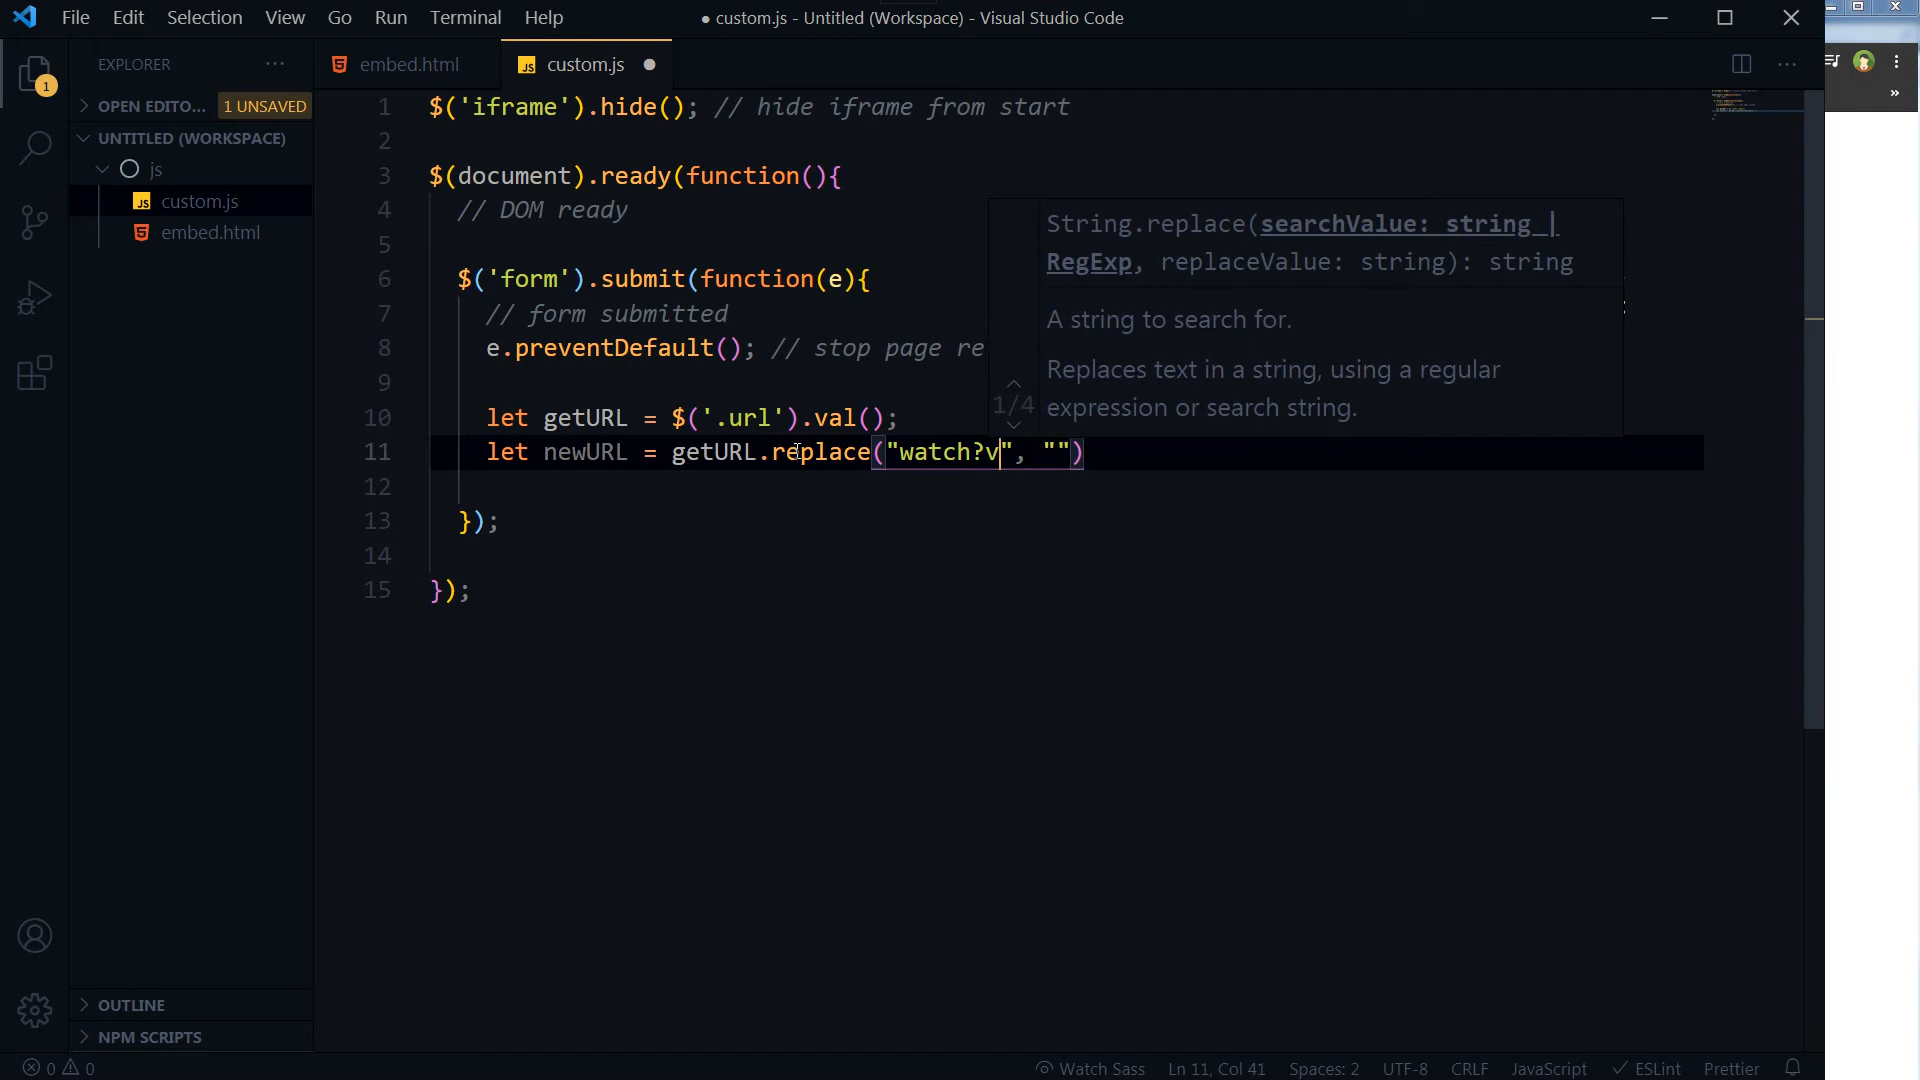 File Edit Selection View Go Run Terminal Help
● custom.js - Untitled (Workspace) - Visual Studio Code
EXPLORER
embed.html
JS custom.js
1
OPEN EDITO... 1 UNSAVED
UNTITLED (WORKSPACE)
js
JS custom.js
embed.html
1 $('iframe').hide(); // hide iframe from start
2
3 $(document).ready(function(){
4 // DOM ready
5
6 $('form').submit(function(e){
7 // form submitted
8 e.preventDefault(); // stop page re
9
10 let getURL = $('.url').val();
11 let newURL = getURL.replace("watch?v", "")
12
13 });
14
15 });
String.replace(searchValue: string |
RegExp, replaceValue: string): string
A string to search for.
Replaces text in a string, using a regular
1/4
expression or search string.
OUTLINE
NPM SCRIPTS
0 0
Watch Sass Ln 11, Col 41 Spaces: 2 UTF-8 CRLF JavaScript ESLint Prettier